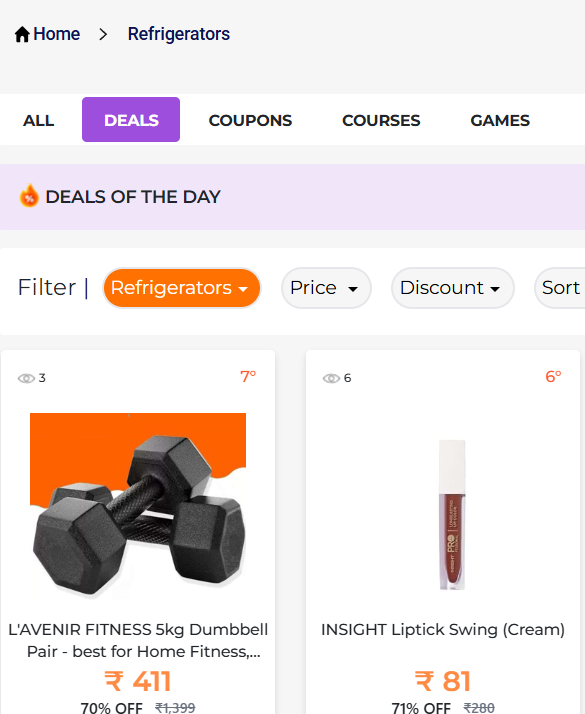 Home > Refrigerators
ALL DEALS COUPONS COURSES GAMES
DEALS OF THE DAY
Filter | Refrigerators Price Discount Sort
3 7° 6 6°
PRO
L'AVENIR FITNESS 5kg Dumbbell
Pair - best for Home Fitness,...
₹ 411
70% OFF ₹1,399
INSIGHT Liptick Swing (Cream)
₹ 81
71% OFF ₹280